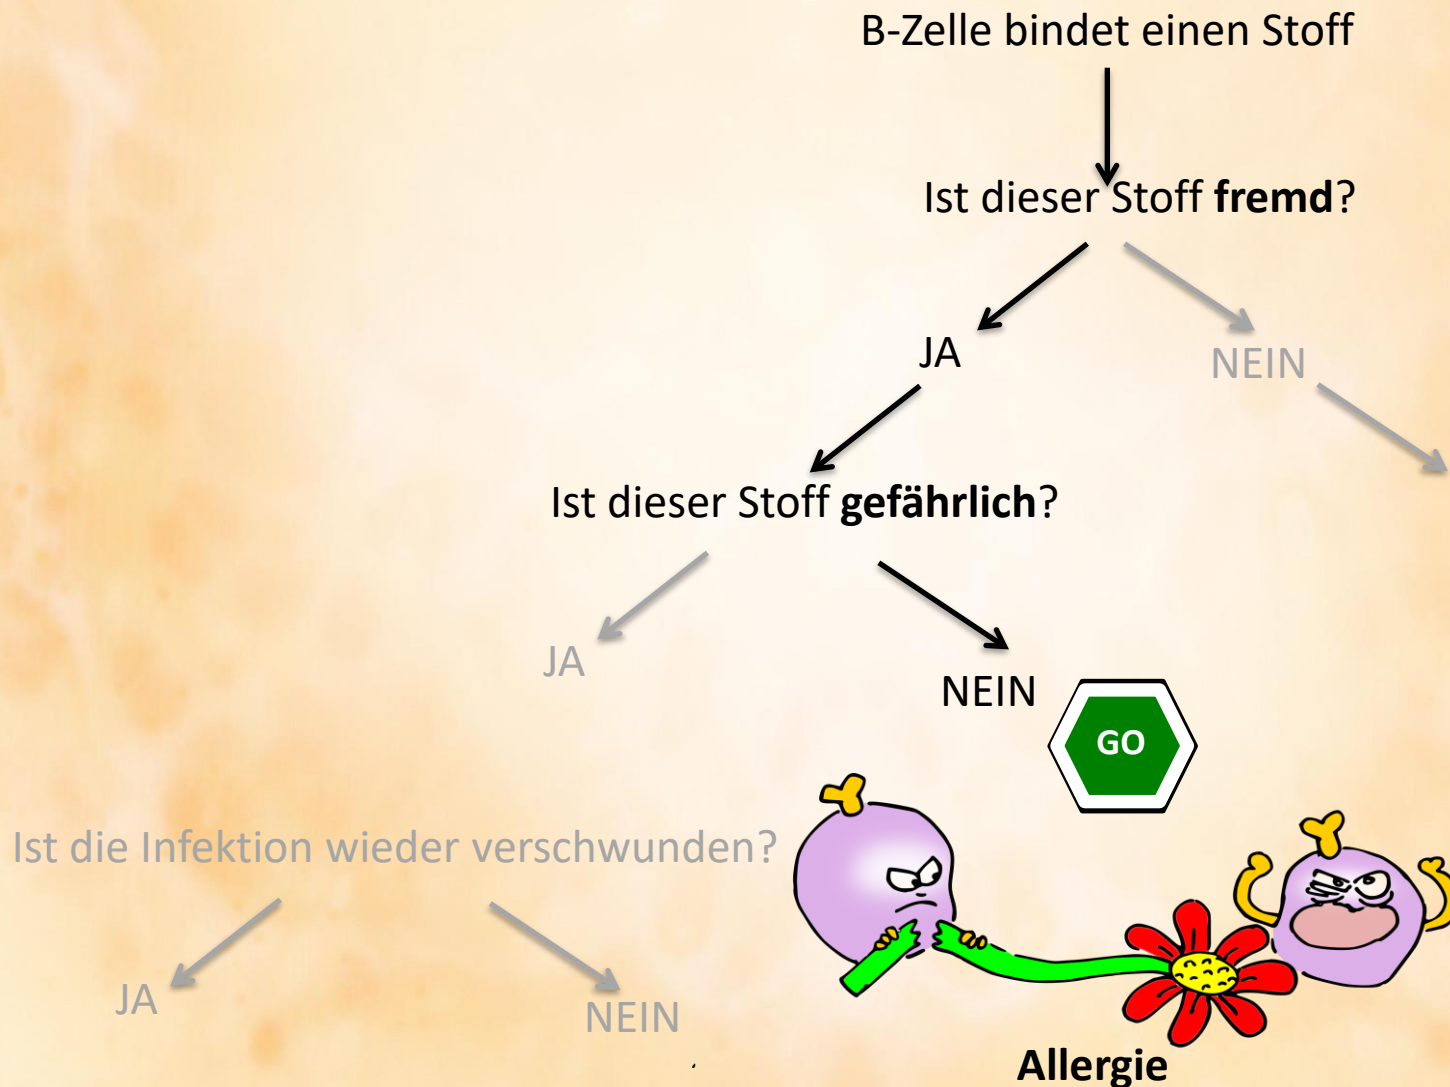 B-Zelle bindet einen Stoff
Ist dieser Stoff fremd?
JA
NEIN
Ist dieser Stoff gefährlich?
JA
NEIN
GO
Ist die Infektion wieder verschwunden?
JA
NEIN
Allergie